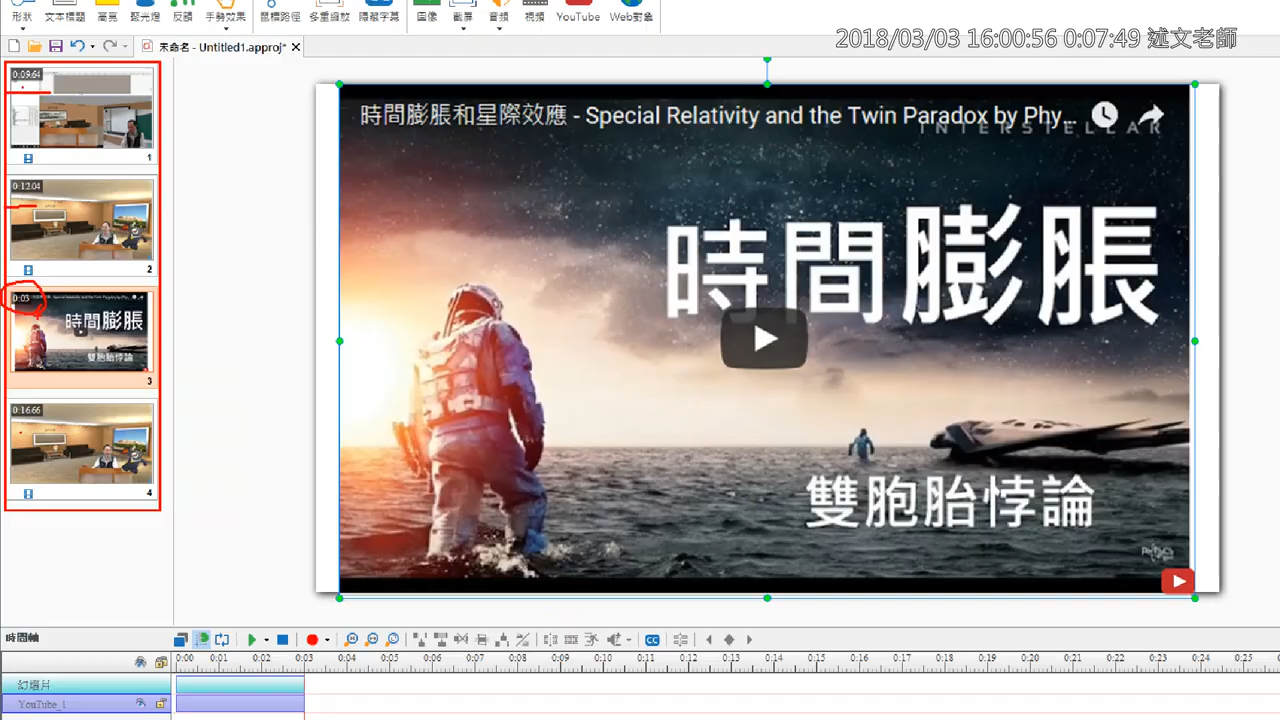 形狀 文本標題 高亮 聚光燈 反饋 手勢效果 鼠標路徑 多重縮放 隱藏字幕 圖像 截屏 音頻 視頻 YouTube Web對象
未命名 - Untitled1.approj*
2018/03/03 16:00:56 0:07:49 述文老師
0:09.64
1
0:12.04
2
0:03
時間膨脹
雙胞胎悖論
3
0:16.66
4
時間膨脹和星際效應 - Special Relativity and the Twin Paradox by Phy...
INTERSTELLAR
時間膨脹
雙胞胎悖論
時間軸
CC
0:00 0:01 0:02 0:03 0:04 0:05 0:06 0:07 0:08 0:09 0:10 0:11 0:12 0:13 0:14 0:15 0:16 0:17 0:18 0:19 0:20 0:21 0:22 0:23 0:24 0:25
幻燈片
YouTube_1